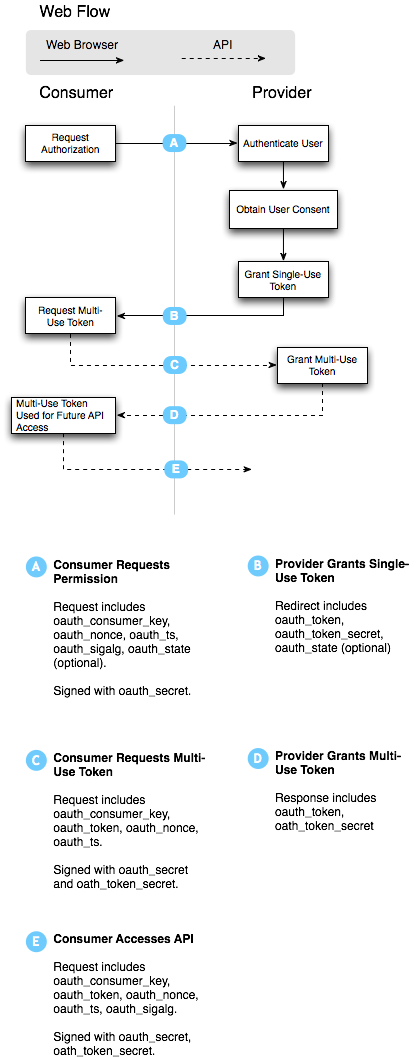 Web Flow
Web Browser
API
Consumer
Provider
Request
Authorization
A
Authenticate User
Obtain User Consent
Grant Single-Use
Token
Request Multi-
Use Token
B
C
Grant Multi-Use
Token
Multi-Use Token
Used for Future API
Access
D
E
A
Consumer Requests
Permission
Request includes
oauth_consumer_key,
oauth_nonce, oauth_ts,
oauth_sigalg, oauth_state
(optional).
Signed with oauth_secret.
B
Provider Grants Single-
Use Token
Redirect includes
oauth_token,
oauth_token_secret,
oauth_state (optional)
C
Consumer Requests Multi-
Use Token
Request includes
oauth_consumer_key,
oauth_token, oauth_nonce,
oauth_ts.
Signed with oauth_secret
and oath_token_secret.
D
Provider Grants Multi-
Use Token
Response includes
oauth_token,
oath_token_secret
E
Consumer Accesses API
Request includes
oauth_consumer_key,
oauth_token, oauth_nonce,
oauth_ts, oauth_sigalg.
Signed with oauth_secret,
oath_token_secret.